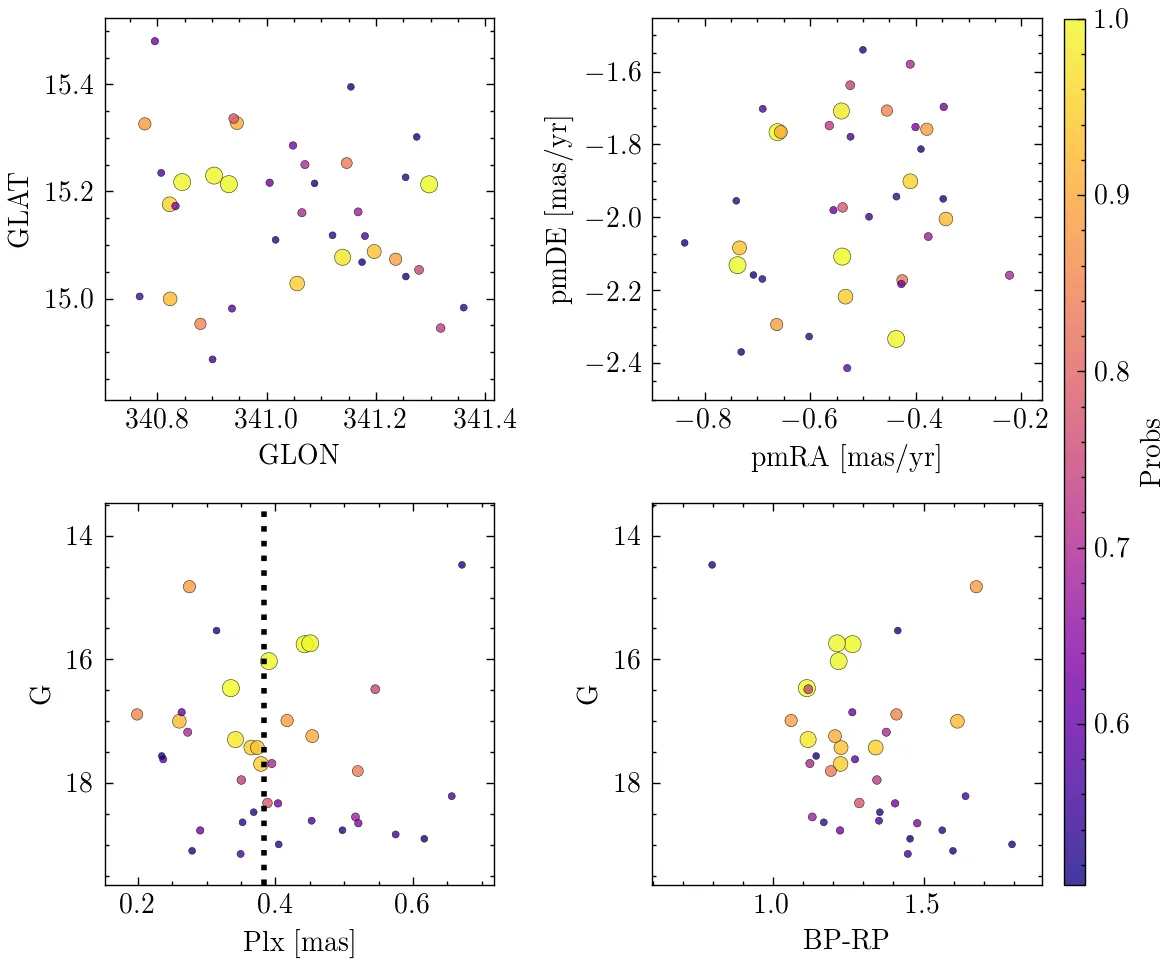 15.4
15.2
15.0
GLAT
340.8 341.0 341.2 341.4
GLON
−1.6
−1.8
−2.0
−2.2
−2.4
pmDE [mas/yr]
−0.8 −0.6 −0.4 −0.2
pmRA [mas/yr]
1.0
0.9
0.8
0.7
0.6
Probs
14
16
18
G
0.2 0.4 0.6
Plx [mas]
14
16
18
G
1.0 1.5
BP-RP